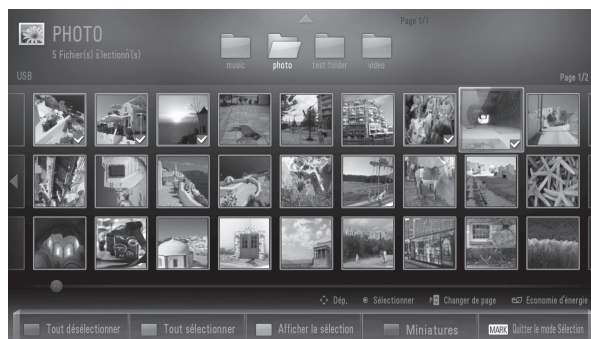 PHOTO
Page 1/1
5 Fichier(s) šlectionň(s)
music photo test folder video
USB
Page 1/2
Dép. Sélectionner P Changer de page Economie d'énergie
Tout désélectionner Tout sélectionner Afficher la sélection Miniatures MARK Quitter le mode Sélection